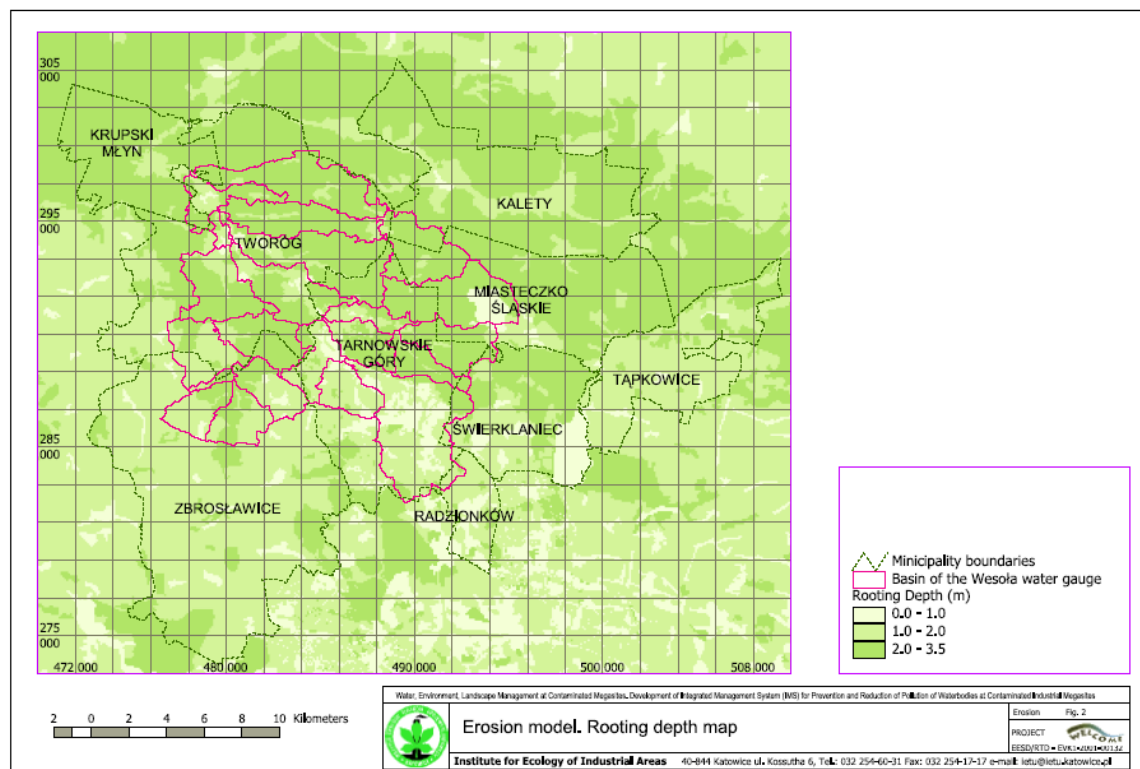 305
000
KRUPSKI
MŁYN
KALETY
295
000
TWORÓG
MIASTECZKO
ŚLĄSKIE
TARNOWSKIE
GÓRY
TĄPKOWICE
ŚWIERKLANIEC
285
000
ZBROSŁAWICE
RADZIONKÓW
275
000
472 000
480 000
490 000
500 000
508 000
Minicipality boundaries
Basin of the Wesoła water gauge
Rooting Depth (m)
0.0 - 1.0
1.0 - 2.0
2.0 - 3.5
2 0 2 4 6 8 10 Kilometers
Water, Environment, Landscape Management at Contaminated Megasites. Development of Integrated Management System (IMS) for Prevention and Reduction of Pollution of Waterbodies at Contaminated Industrial Megasites
Erosion model. Rooting depth map
Erosion Fig. 2
PROJECT WELCOME
EESD/RTD - EVK1-2001-00132
Institute for Ecology of Industrial Areas 40-844 Katowice ul. Kossutha 6, Tel.: 032 254-60-31 Fax: 032 254-17-17 e-mail: ietu@ietu.katowice.pl